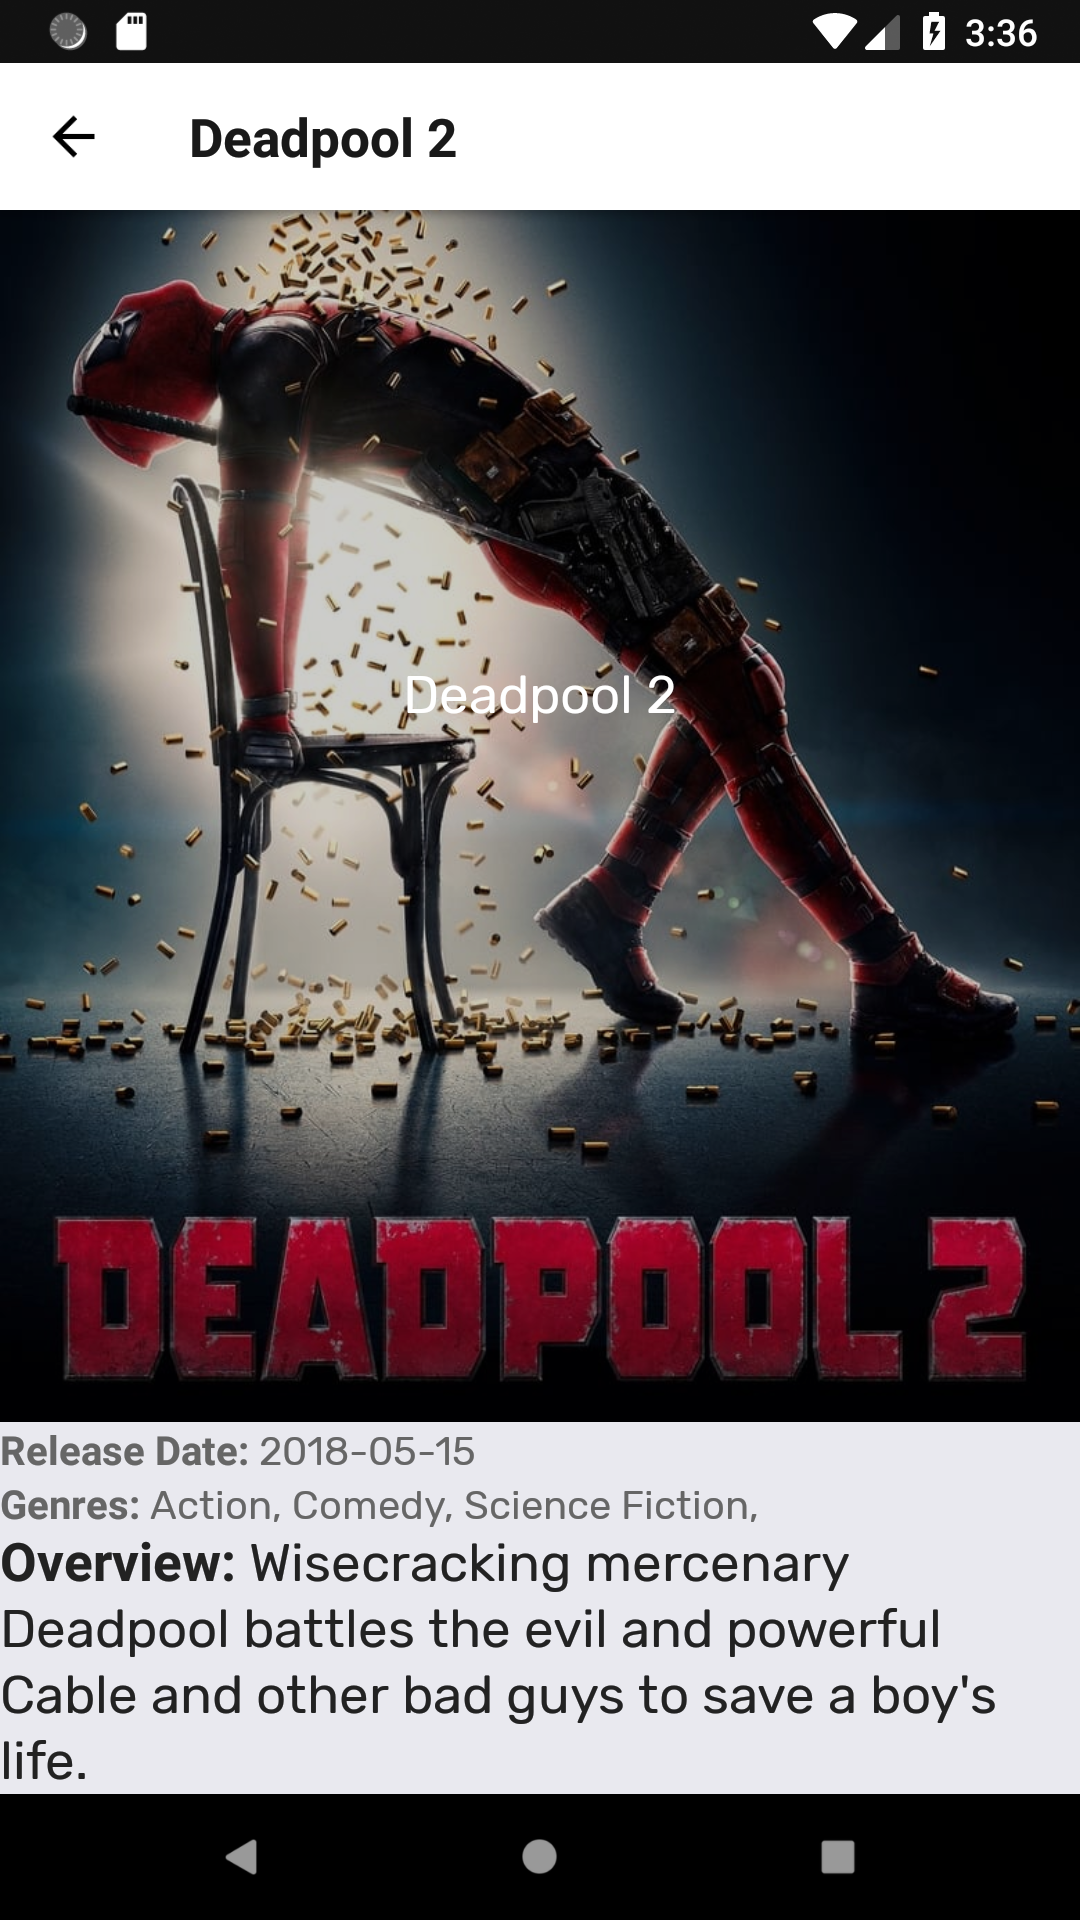 3:36
Deadpool 2
Deadpool 2
DEADPOOL 2
Release Date: 2018-05-15
Genres: Action, Comedy, Science Fiction,
Overview: Wisecracking mercenary
Deadpool battles the evil and powerful
Cable and other bad guys to save a boy's
life.